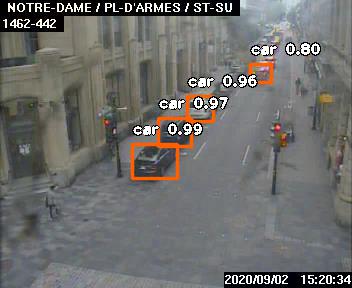 NOTRE-DAME / PL-D'ARMES / ST-SU
1462-442
car 0.80
car 0.96
car 0.97
car 0.99
2020/09/02 15:20:34